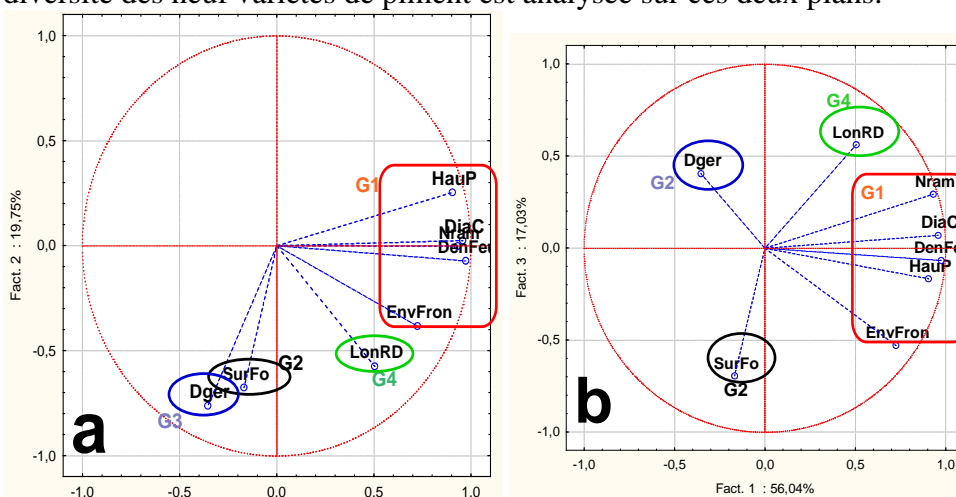 diversité des neuf variétés de piment est analysée sur ces deux plans.
1,0
0,5
0,0
-0,5
-1,0
Fact. 2 : 19,75%
G1
HauP
DiaC
Nram
DenFeu
EnvFron
LonRD
G4
SurFo
G2
Dger
G3
a
-1,0
-0,5
0,0
0,5
1,0
1,0
0,5
0,0
-0,5
-1,0
Fact. 3 : 17,03%
G4
LonRD
Dger
G2
G1
Nram
DiaC
DenFe
HauP
EnvFron
SurFo
G2
b
-1,0
-0,5
0,0
0,5
1,0
Fact. 1 : 56,04%